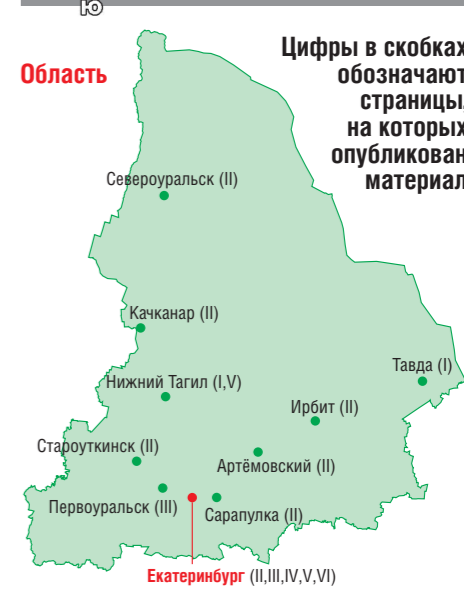 Ю
Область
Цифры в скобках
обозначают
страницы,
на которых
опубликован
материал
Североуральск (II)
Качканар (II)
Тавда (I)
Нижний Тагил (I,V)
Ирбит (II)
Староуткинск (II)
Артёмовский (II)
Первоуральск (III)
Сарапулка (II)
Екатеринбург (II,III,IV,V,VI)